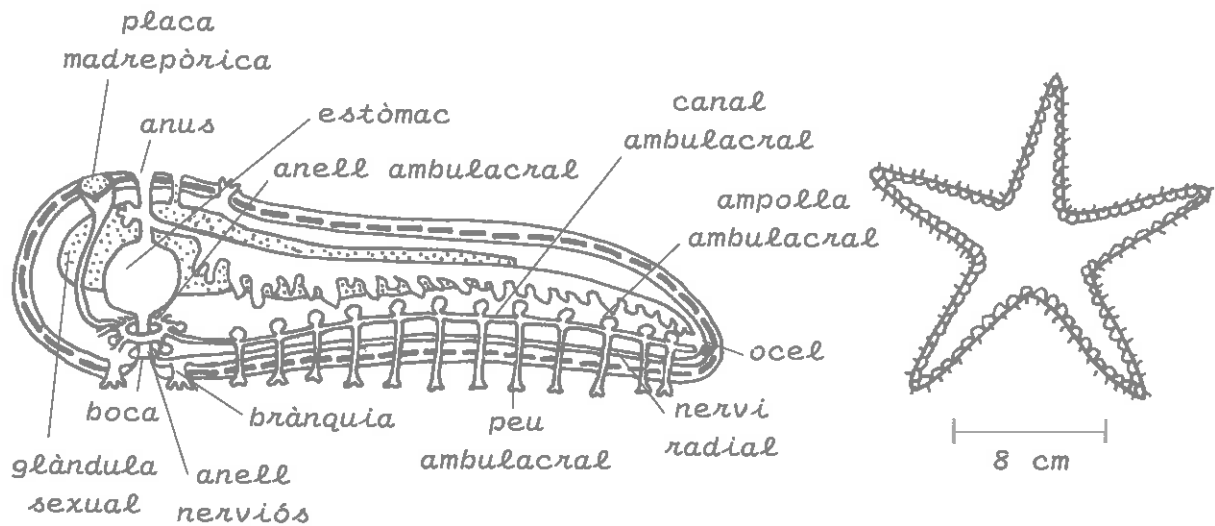 placa
madrepòrica
anus
estòmac
anell ambulacral
canal
ambulacral
ampolla
ambulacral
ocel
nervi
radial
peu
ambulacral
brànquia
boca
anell
nerviós
glàndula
sexual
8 cm